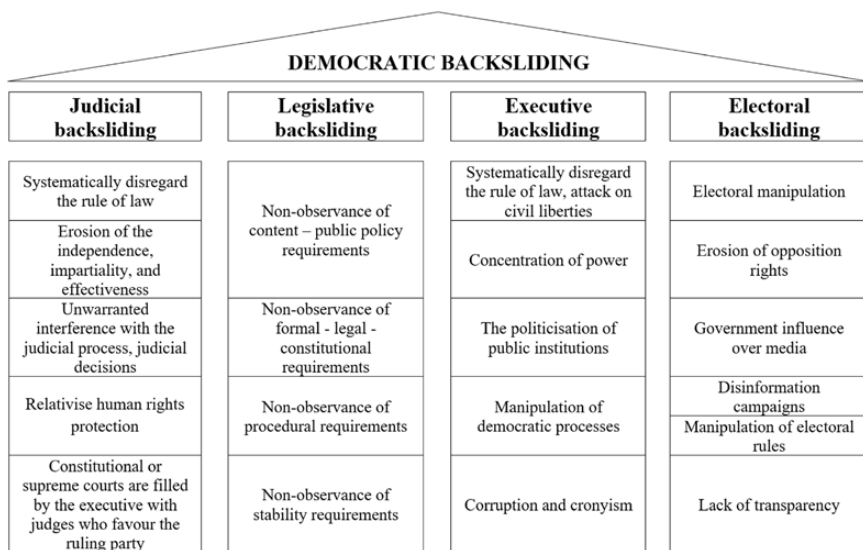 DEMOCRATIC BACKSLIDING
Judicial
backsliding
Systematically disregard
the rule of law
Erosion of the
independence,
impartiality, and
effectiveness
Unwarranted
interference with the
judicial process, judicial
decisions
Relativise human rights
protection
Constitutional or
supreme courts are filled
by the executive with
judges who favour the
ruling party
Legislative
backsliding
Non-observance of
content – public policy
requirements
Non-observance of
formal - legal -
constitutional
requirements
Non-observance of
procedural requirements
Non-observance of
stability requirements
Executive
backsliding
Systematically disregard
the rule of law, attack on
civil liberties
Concentration of power
The politicisation of
public institutions
Manipulation of
democratic processes
Corruption and cronyism
Electoral
backsliding
Electoral manipulation
Erosion of opposition
rights
Government influence
over media
Disinformation
campaigns
Manipulation of electoral
rules
Lack of transparency